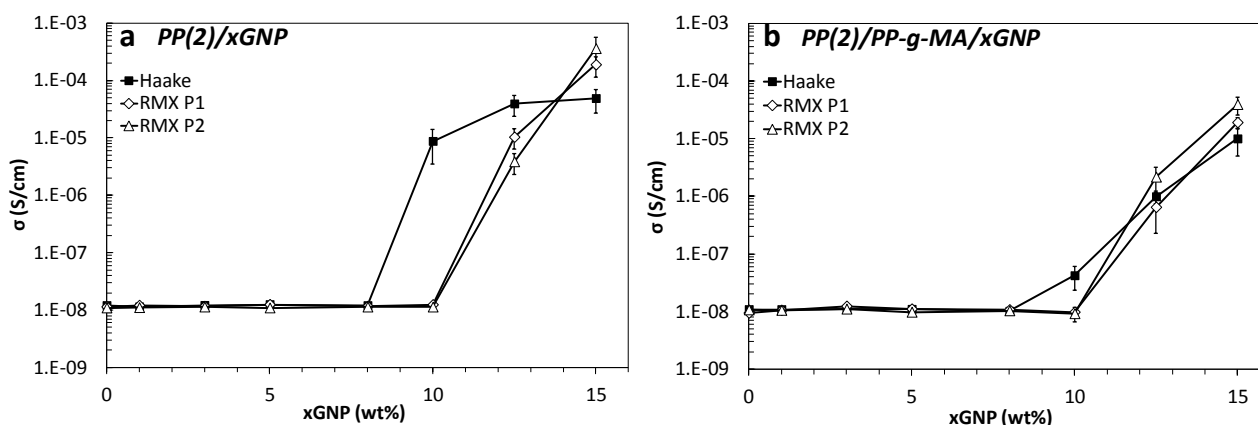 a PP(2)/xGNP
Haake
RMX P1
RMX P2
σ (S/cm)
1.E-03
1.E-04
1.E-05
1.E-06
1.E-07
1.E-08
1.E-09
0 5 10 15
xGNP (wt%)
b PP(2)/PP-g-MA/xGNP
Haake
RMX P1
RMX P2
σ (S/cm)
1.E-03
1.E-04
1.E-05
1.E-06
1.E-07
1.E-08
1.E-09
0 5 10 15
xGNP (wt%)